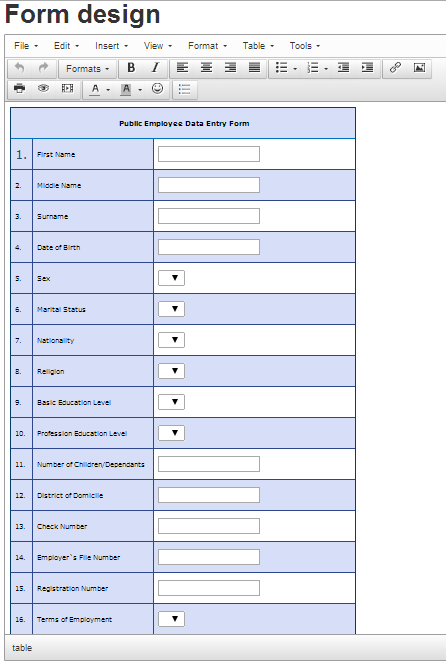 Form design
File Edit Insert View Format Table Tools
Formats B I
A A
Public Employee Data Entry Form
1. First Name
2. Middle Name
3. Surname
4. Date of Birth
5. Sex
6. Marital Status
7. Nationality
8. Religion
9. Basic Education Level
10. Profession Education Level
11. Number of Children/Dependants
12. District of Domicile
13. Check Number
14. Employer`s File Number
15. Registration Number
16. Terms of Employment
table